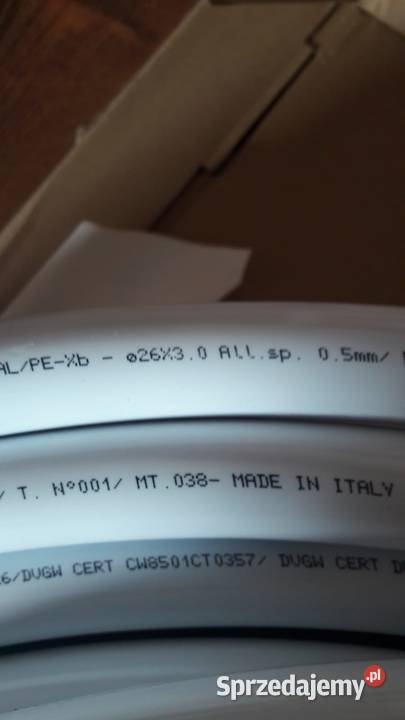 AL/PE-Xb - ø26X3.0 All.sp. 0.5mm/
/ T. N°001/ MT.038- MADE IN ITALY
6/DVGW CERT CW8501CT0357/ DVGW CERT
Sprzedajemy.pl